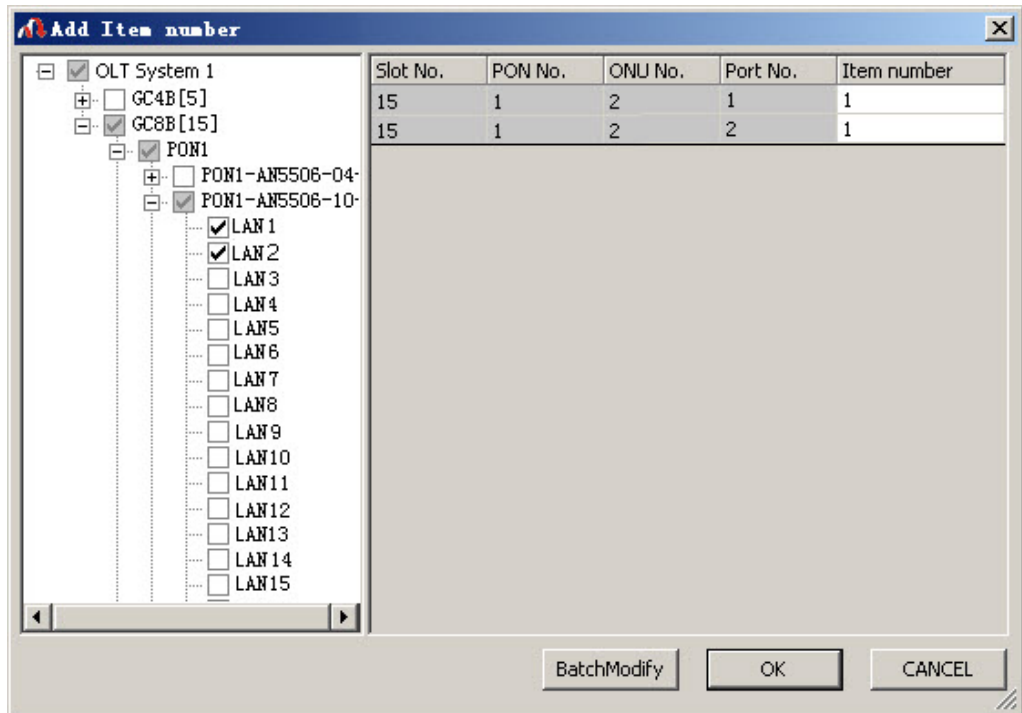 Add Item number
OLT System 1
GC4B[5]
GC8B[15]
PON1
PON1-AN5506-04-
PON1-AN5506-10-
LAN1
LAN2
LAN3
LAN4
LAN5
LAN6
LAN7
LAN8
LAN9
LAN10
LAN11
LAN12
LAN13
LAN14
LAN15
Slot No. PON No. ONU No. Port No. Item number
15 1 2 1 1
15 1 2 2 1
BatchModify OK CANCEL